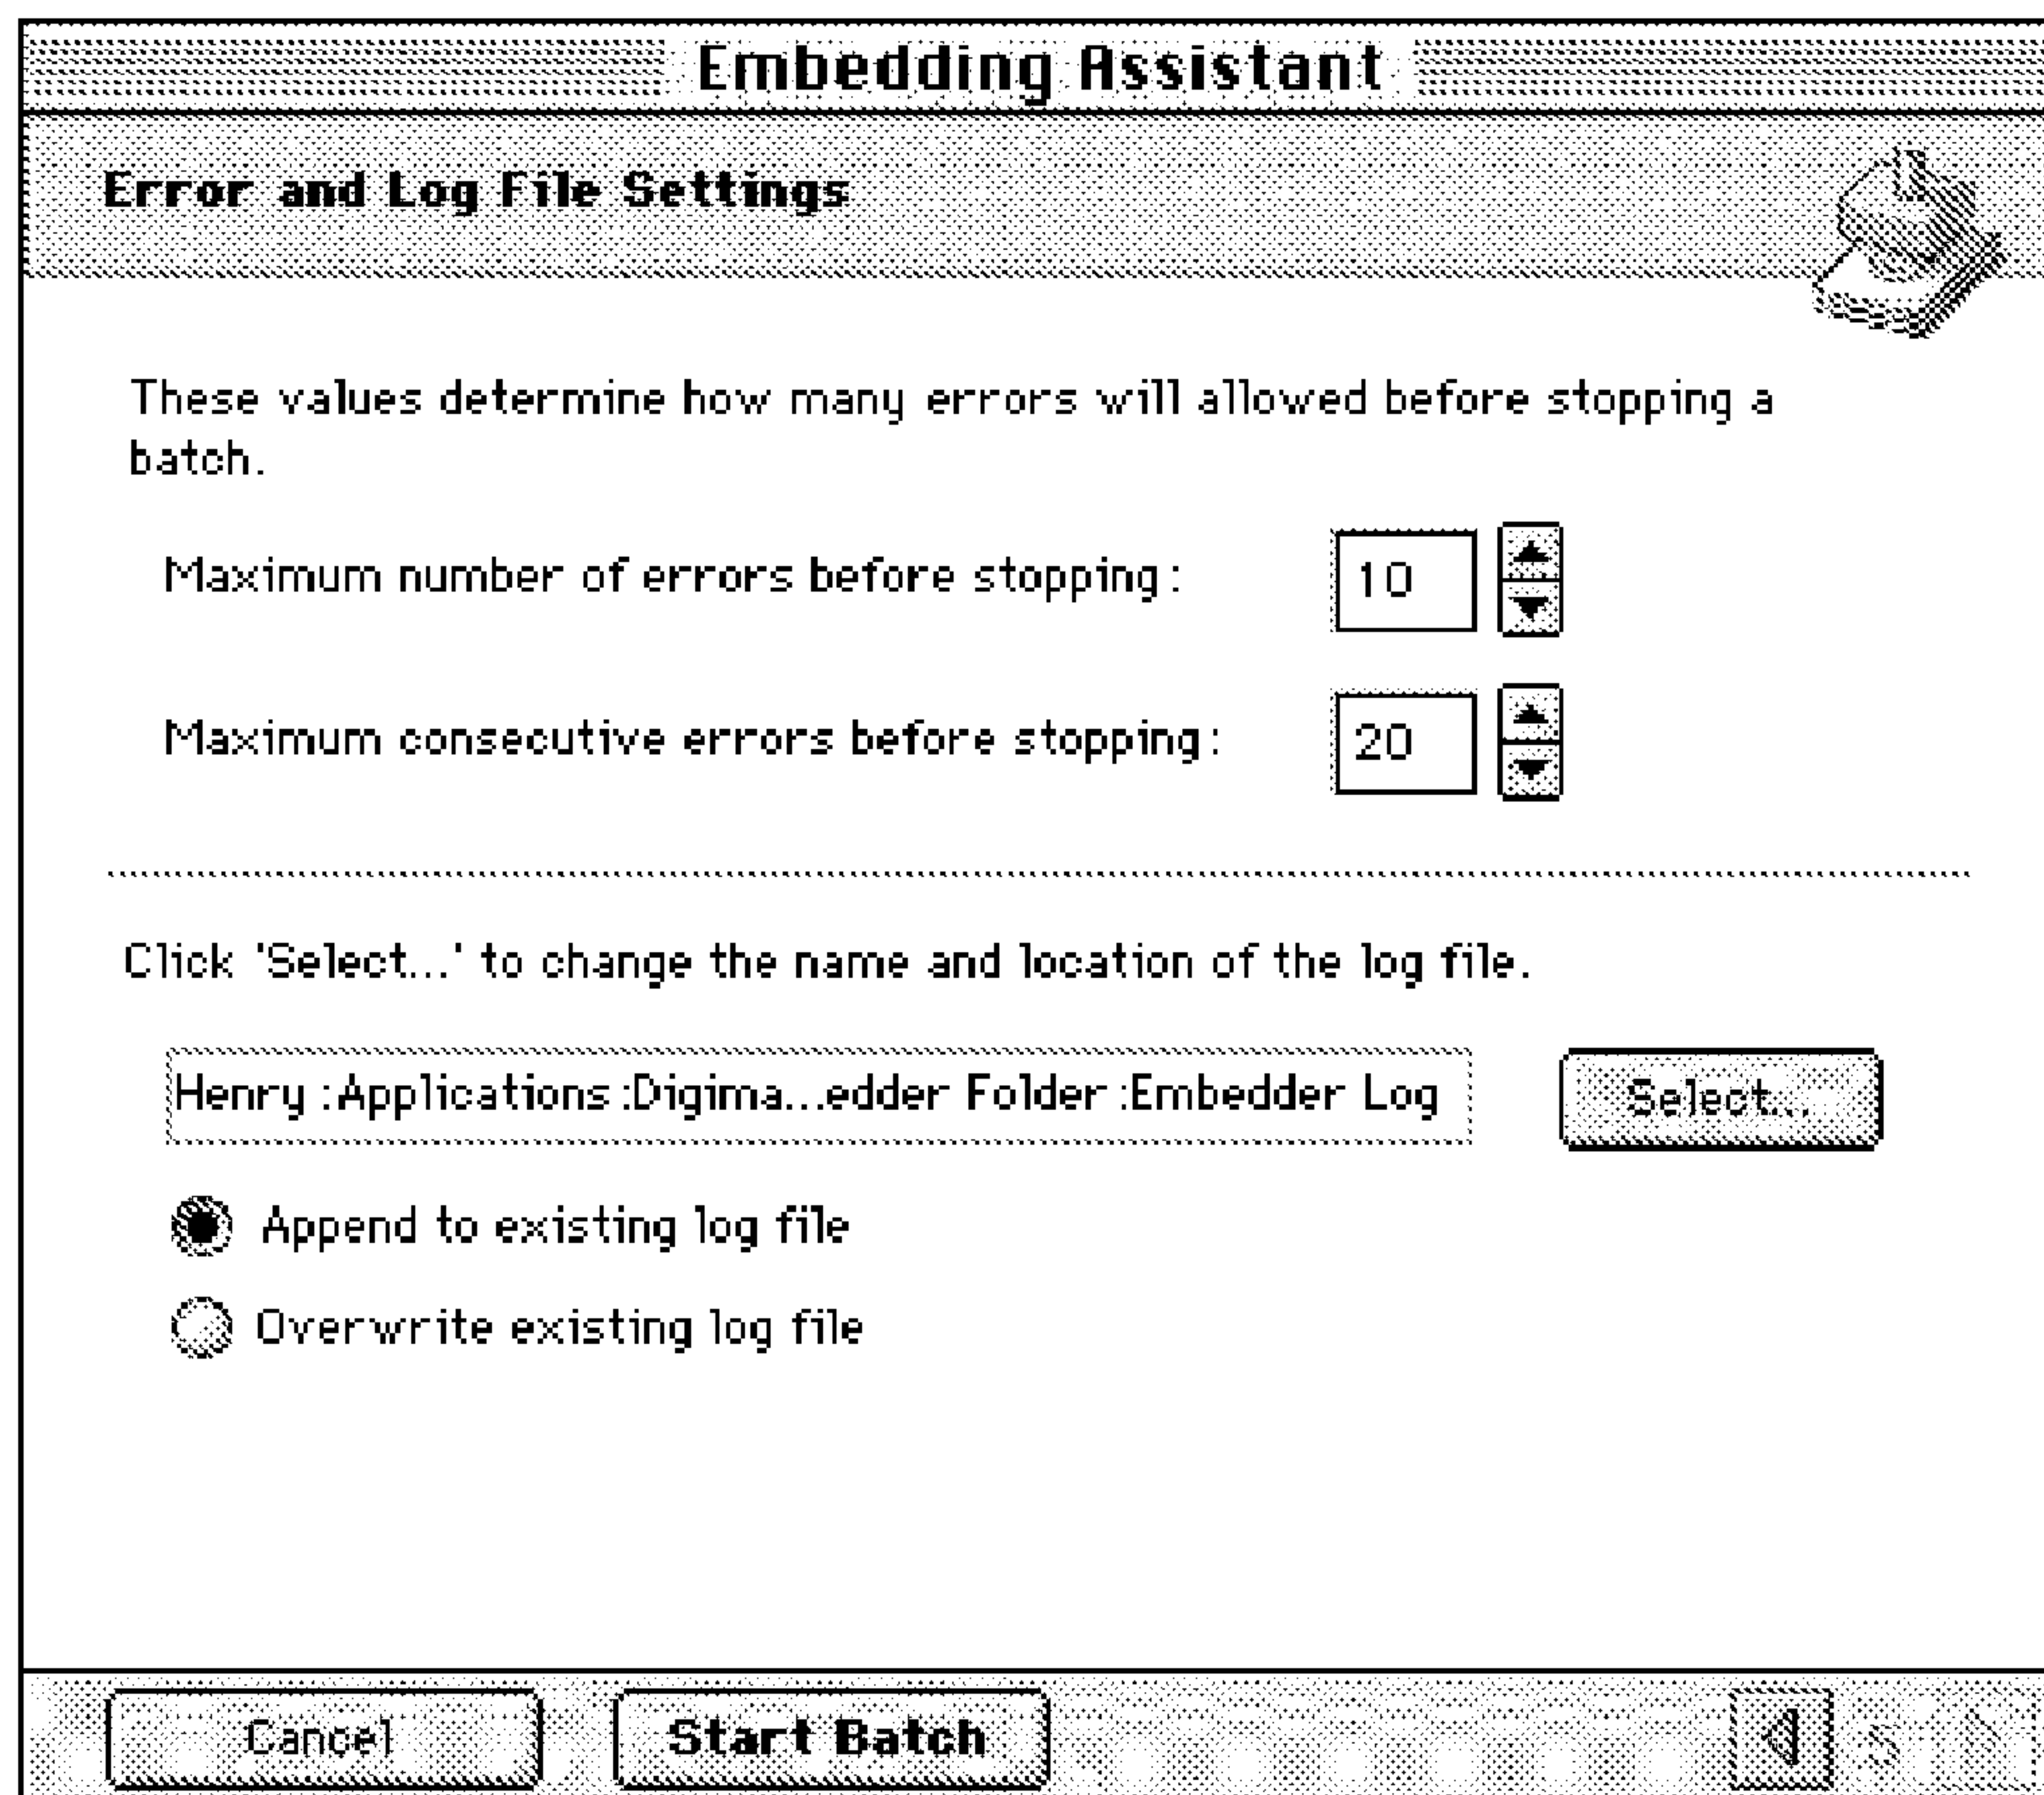 Embedding Assistant
Error and Log File Settings
These values determine how many errors will allowed before stopping a
batch.
Maximum number of errors before stopping: 10
Maximum consecutive errors before stopping: 20
Click 'Select...' to change the name and location of the log file.
Henry :Applications :Digima...edder Folder :Embedder Log
Select...
Append to existing log file
Overwrite existing log file
Cancel
Start Batch
5